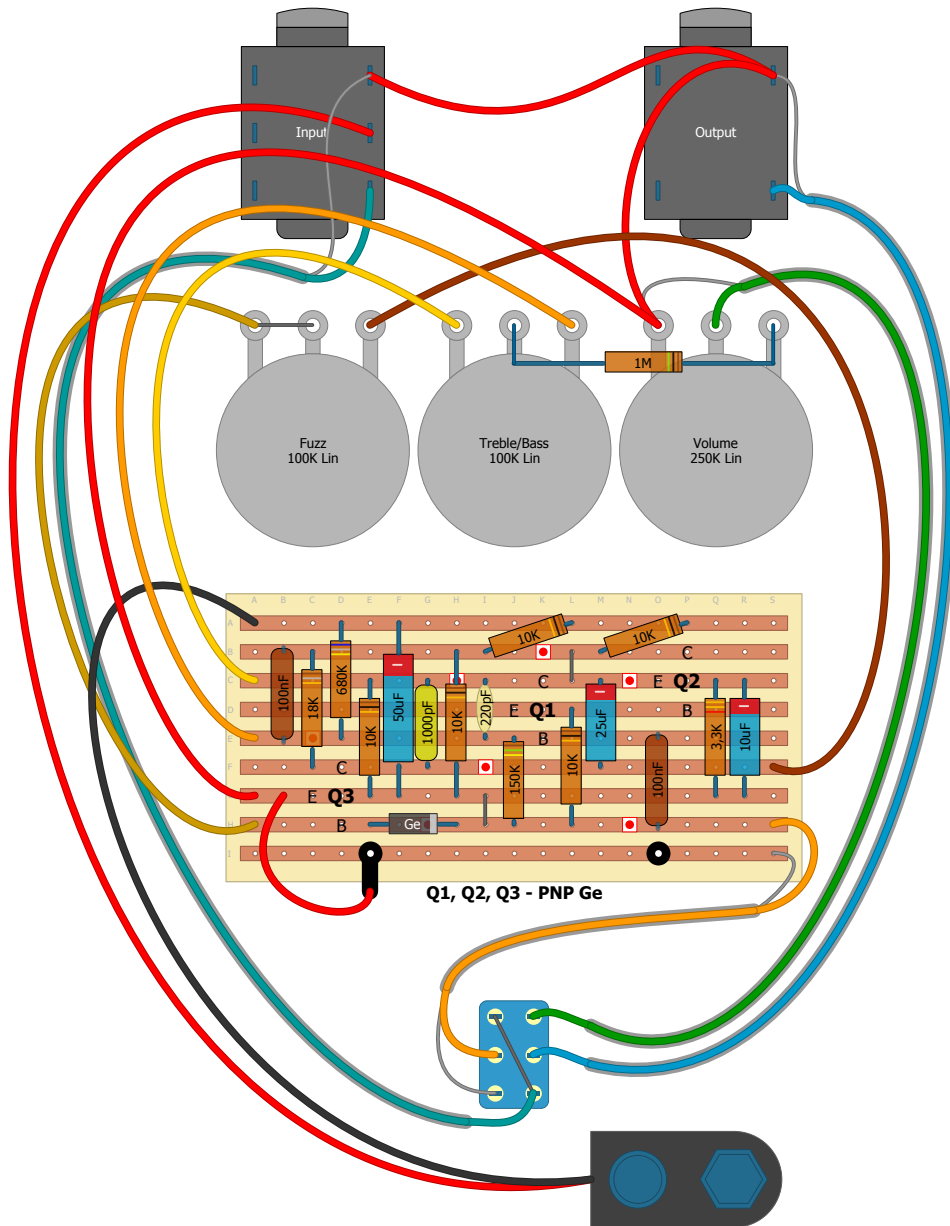 Input
Output
1M
Fuzz
100K Lin
Treble/Bass
100K Lin
Volume
250K Lin
A B C D E F G H I J K L M N O P Q R S
A
B
C
D
E
F
G
H
I
10K
10K
C
100nF
18K
680K
10K
50uF
1000pF
10K
220pF
C
E Q2
E Q1
B
B
150K
10K
25uF
100nF
3,3K
10uF
C
E Q3
B
Ge
Q1, Q2, Q3 - PNP Ge